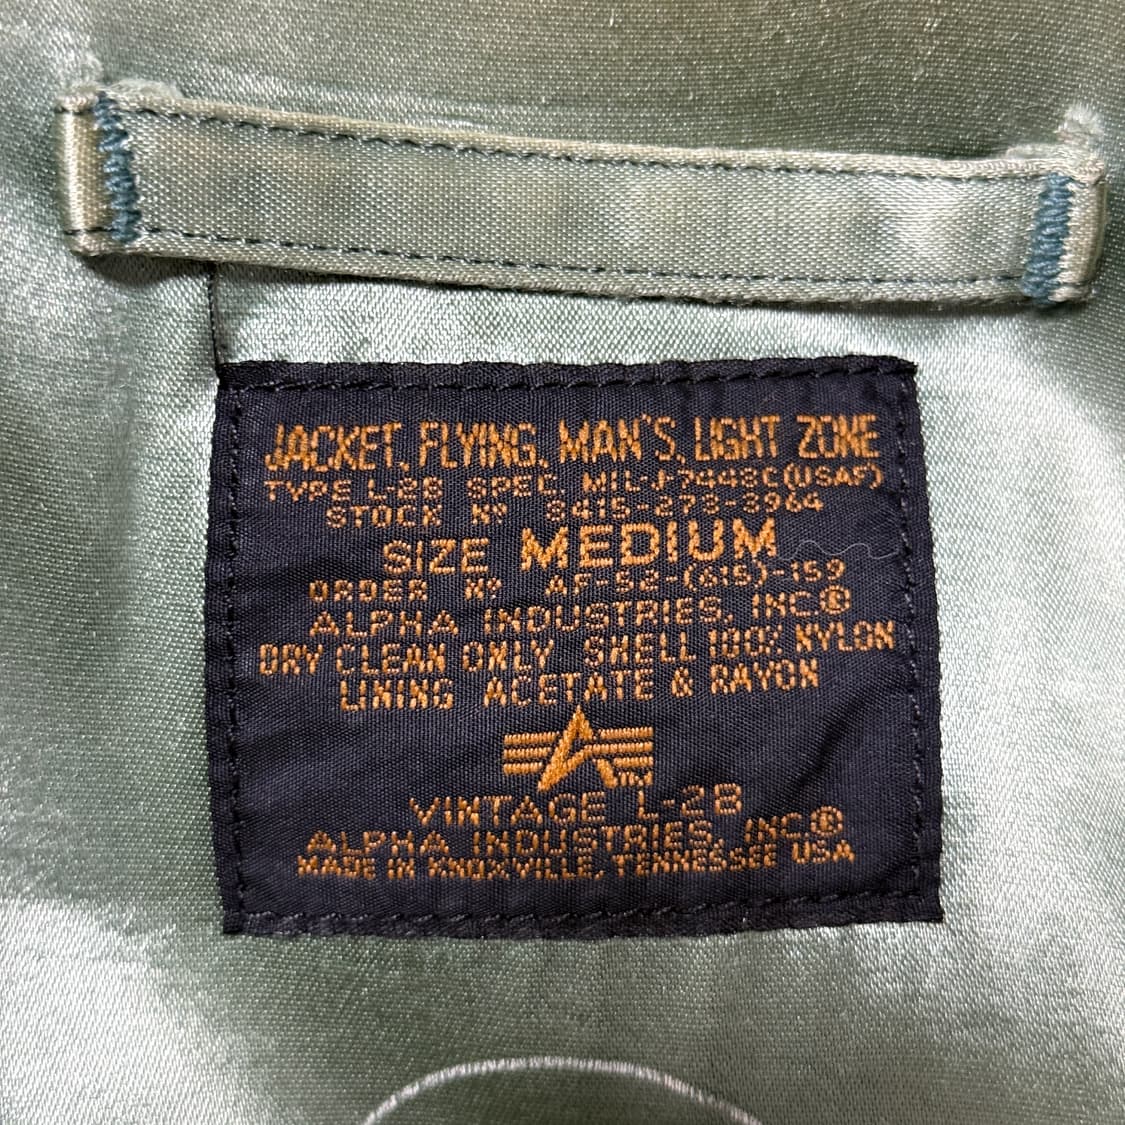 JACKET, FLYING, MAN'S, LIGHT ZONE
TYPE L-2B SPEC. MIL-J-7448C(USAF)
STOCK Nº 8415-273-3964
SIZE MEDIUM
ORDER Nº AF-52-(615)-159
ALPHA INDUSTRIES, INC®
DRY CLEAN ONLY SHELL 100% NYLON
LINING ACETATE & RAYON
TM
VINTAGE L-2B
ALPHA INDUSTRIES, INC®
MADE IN KNOXVILLE, TENNESSEE USA